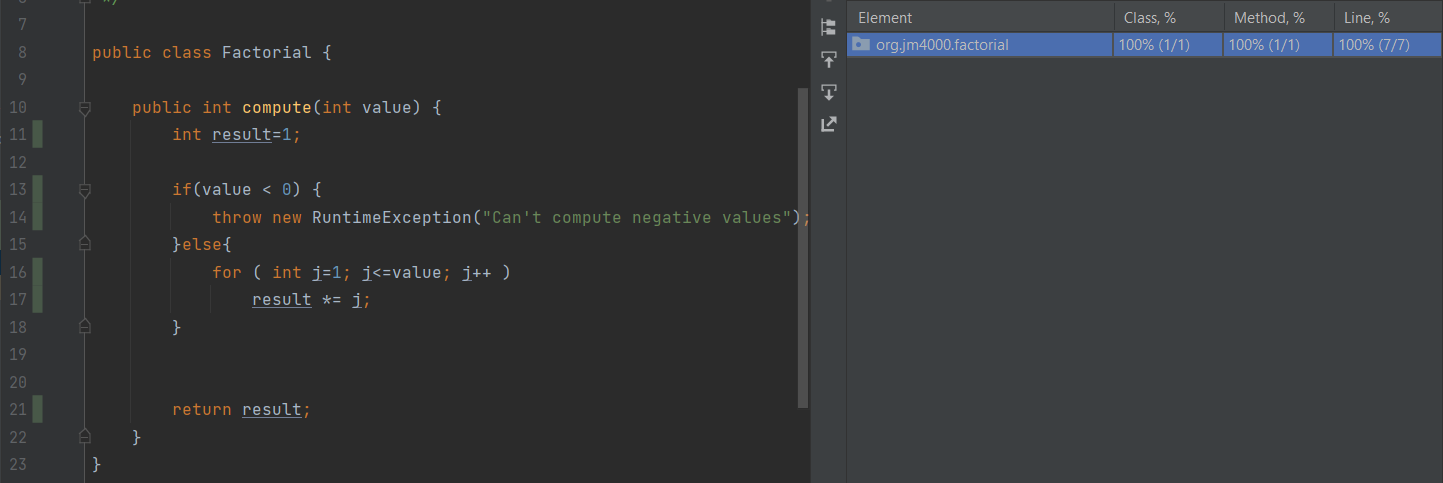 6 */
7
8 public class Factorial {
9
10 public int compute(int value) {
11 int result=1;
12
13 if(value < 0) {
14 throw new RuntimeException("Can't compute negative values");
15 }else{
16 for ( int j=1; j<=value; j++ )
17 result *= j;
18 }
19
20
21 return result;
22 }
23 }
Element Class, % Method, % Line, %
org.jm4000.factorial 100% (1/1) 100% (1/1) 100% (7/7)